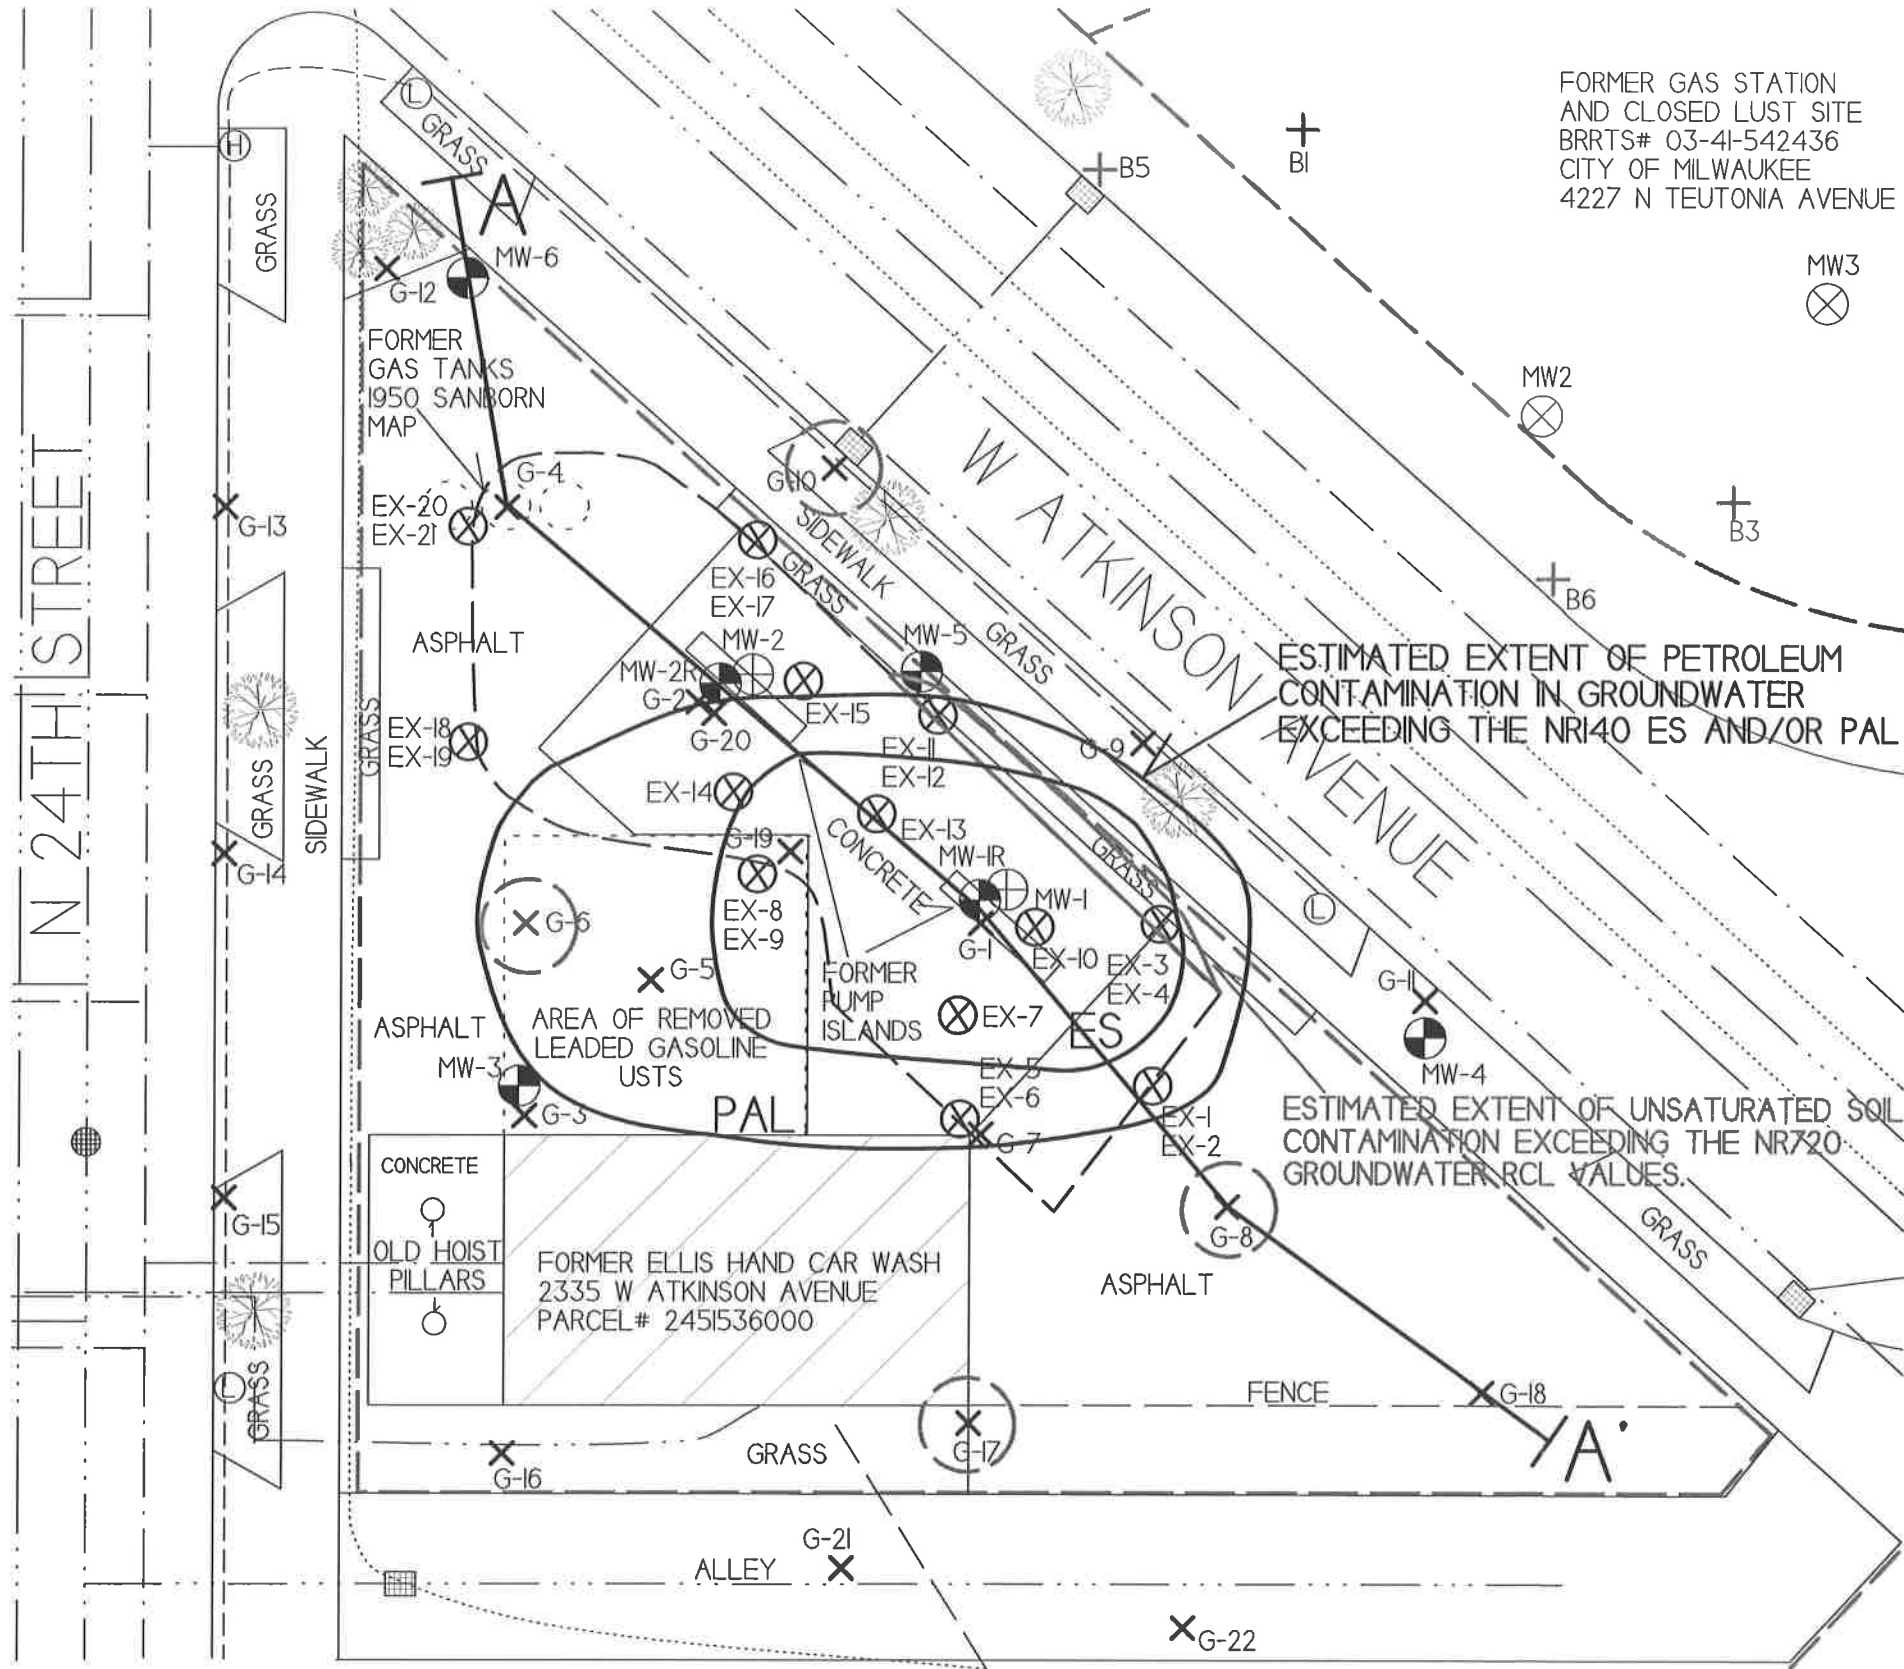 FORMER GAS STATION
AND CLOSED LUST SITE
BRRTS# 03-41-542436
CITY OF MILWAUKEE
4227 N TEUTONIA AVENUE
L
GRASS
H
GRASS
A
B5
B1
MW-6
G-12
MW3
FORMER
GAS TANKS
1950 SANBORN
MAP
MW2
G-4
G-10
W ATKINSON AVENUE
EX-20
EX-21
G-13
SIDEWALK
GRASS
B3
B6
EX-16
EX-17
N 24TH STREET
ASPHALT
MW-2
MW-5
GRASS
MW-2R
G-2
EX-15
G-20
ESTIMATED EXTENT OF PETROLEUM
CONTAMINATION IN GROUNDWATER
EXCEEDING THE NR140 ES AND/OR PAL
GRASS
SIDEWALK
GRASS
EX-18
EX-19
EX-11
EX-12
G-9
EX-14
EX-13
G-19
CONCRETE
MW-1R
GRASS
G-14
MW-1
L
EX-8
EX-9
G-6
G-1
EX-10
EX-3
EX-4
G-5
FORMER
PUMP
ISLANDS
G-11
EX-7
ES
ASPHALT
AREA OF REMOVED
LEADED GASOLINE
USTS
MW-3
MW-4
EX-5
EX-6
G-3
PAL
G-7
EX-1
EX-2
ESTIMATED EXTENT OF UNSATURATED SOIL
CONTAMINATION EXCEEDING THE NR720
GROUNDWATER RCL VALUES.
CONCRETE
G-15
OLD HOIST
PILLARS
FORMER ELLIS HAND CAR WASH
2335 W ATKINSON AVENUE
PARCEL# 2451536000
G-8
GRASS
ASPHALT
L
GRASS
FENCE
G-18
A'
G-16
GRASS
G-17
G-21
ALLEY
G-22